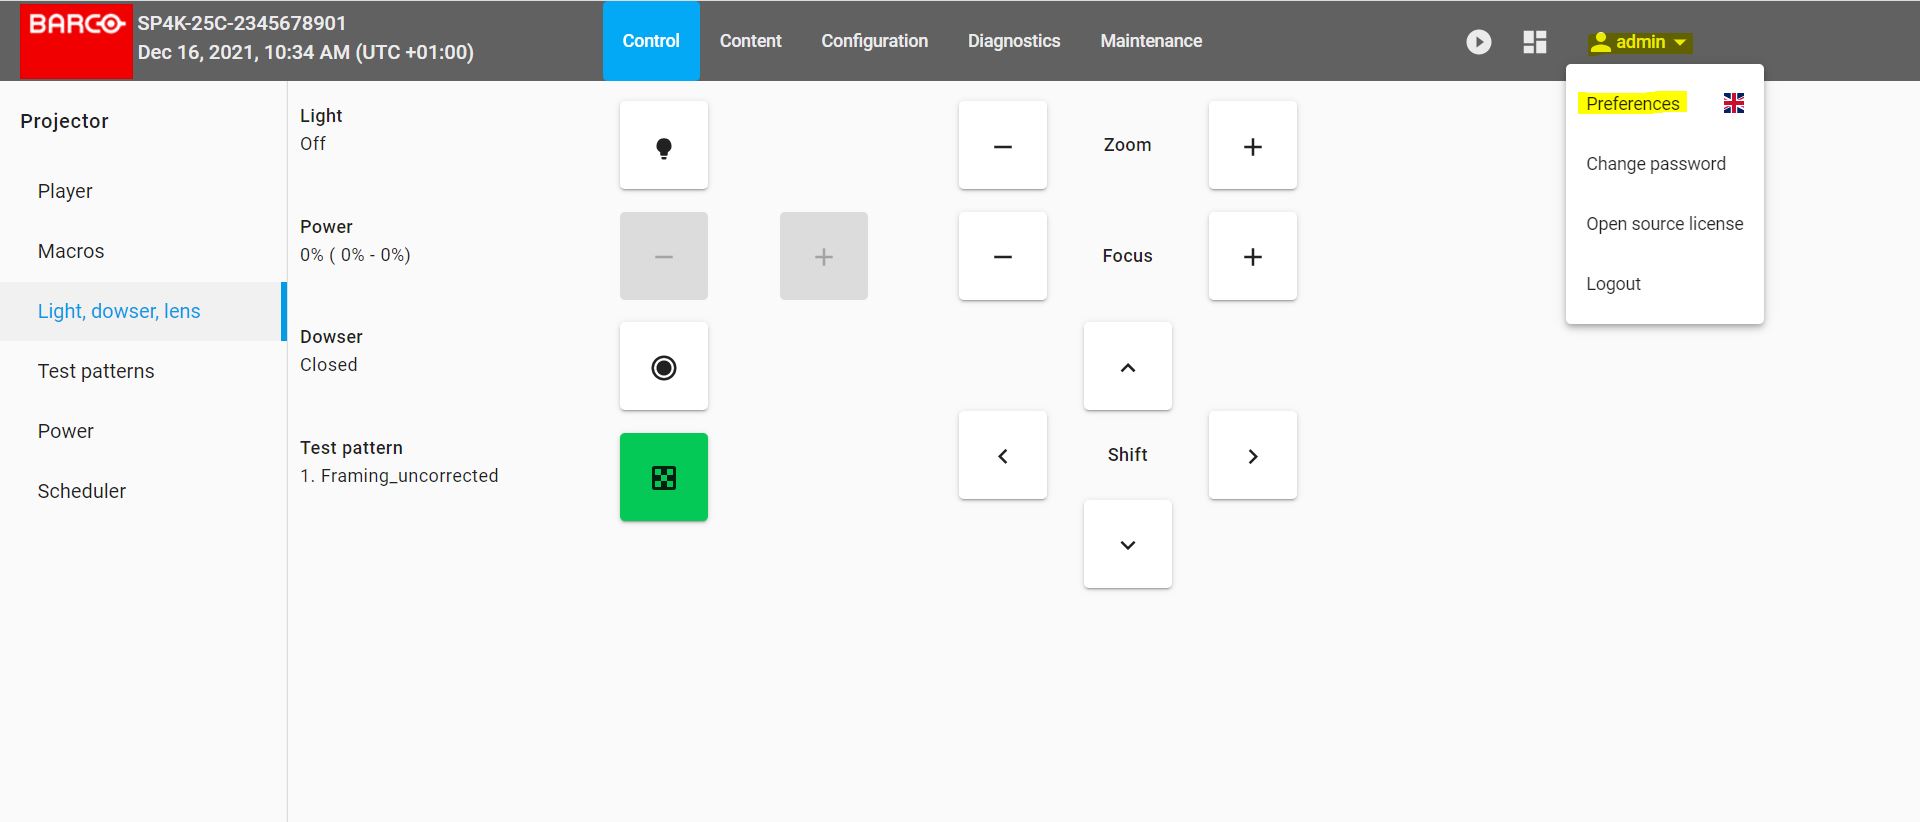 BARCO
SP4K-25C-2345678901
Dec 16, 2021, 10:34 AM (UTC +01:00)
Control
Content
Configuration
Diagnostics
Maintenance
admin
Preferences
Change password
Open source license
Logout
Projector
Player
Macros
Light, dowser, lens
Test patterns
Power
Scheduler
Light
Off
Power
0% ( 0% - 0%)
Dowser
Closed
Test pattern
1. Framing_uncorrected
Zoom
Focus
Shift